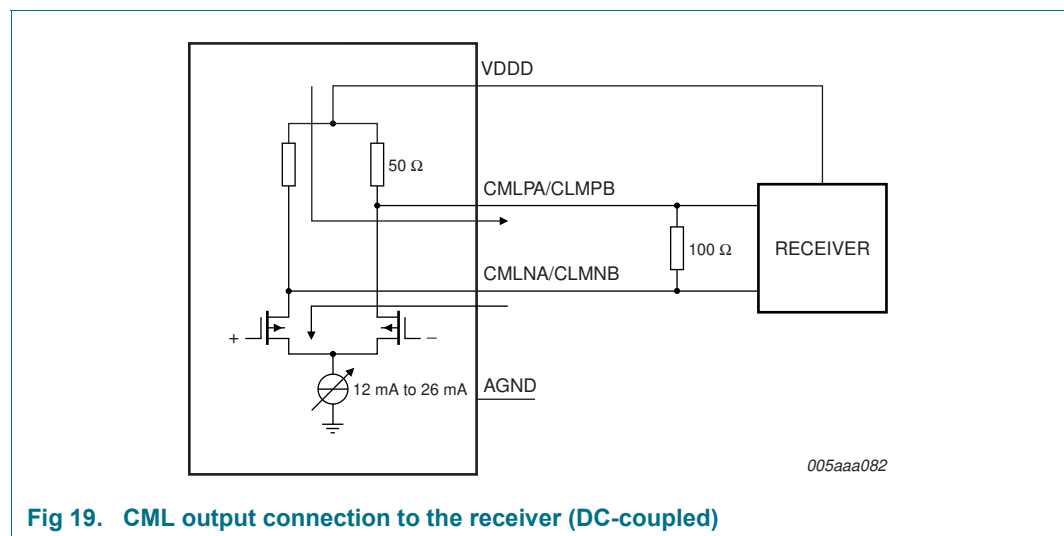 VDDD
50 Ω
CMLPA/CLMPB
100 Ω
RECEIVER
CMLNA/CLMNB
+
−
12 mA to 26 mA
AGND
005aaa082
Fig 19. CML output connection to the receiver (DC-coupled)